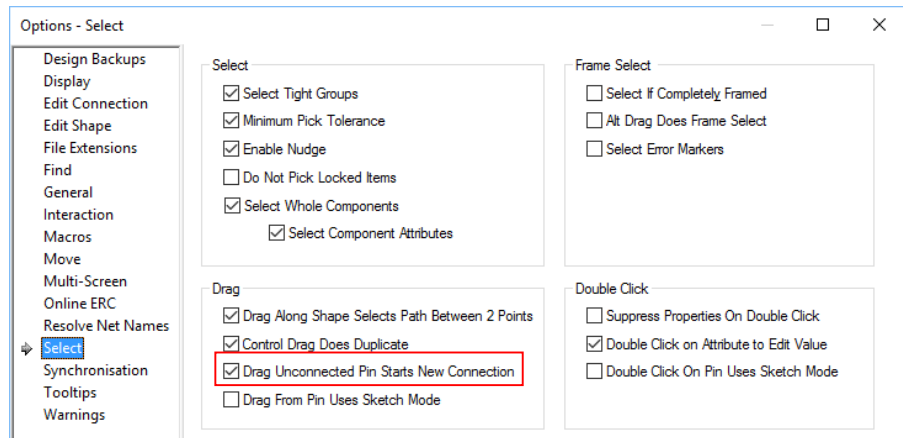 Options - Select
Design Backups
Display
Edit Connection
Edit Shape
File Extensions
Find
General
Interaction
Macros
Move
Multi-Screen
Online ERC
Resolve Net Names
Select
Synchronisation
Tooltips
Warnings
Select
Select Tight Groups
Minimum Pick Tolerance
Enable Nudge
Do Not Pick Locked Items
Select Whole Components
Select Component Attributes
Frame Select
Select If Completely Framed
Alt Drag Does Frame Select
Select Error Markers
Drag
Drag Along Shape Selects Path Between 2 Points
Control Drag Does Duplicate
Drag Unconnected Pin Starts New Connection
Drag From Pin Uses Sketch Mode
Double Click
Suppress Properties On Double Click
Double Click on Attribute to Edit Value
Double Click On Pin Uses Sketch Mode